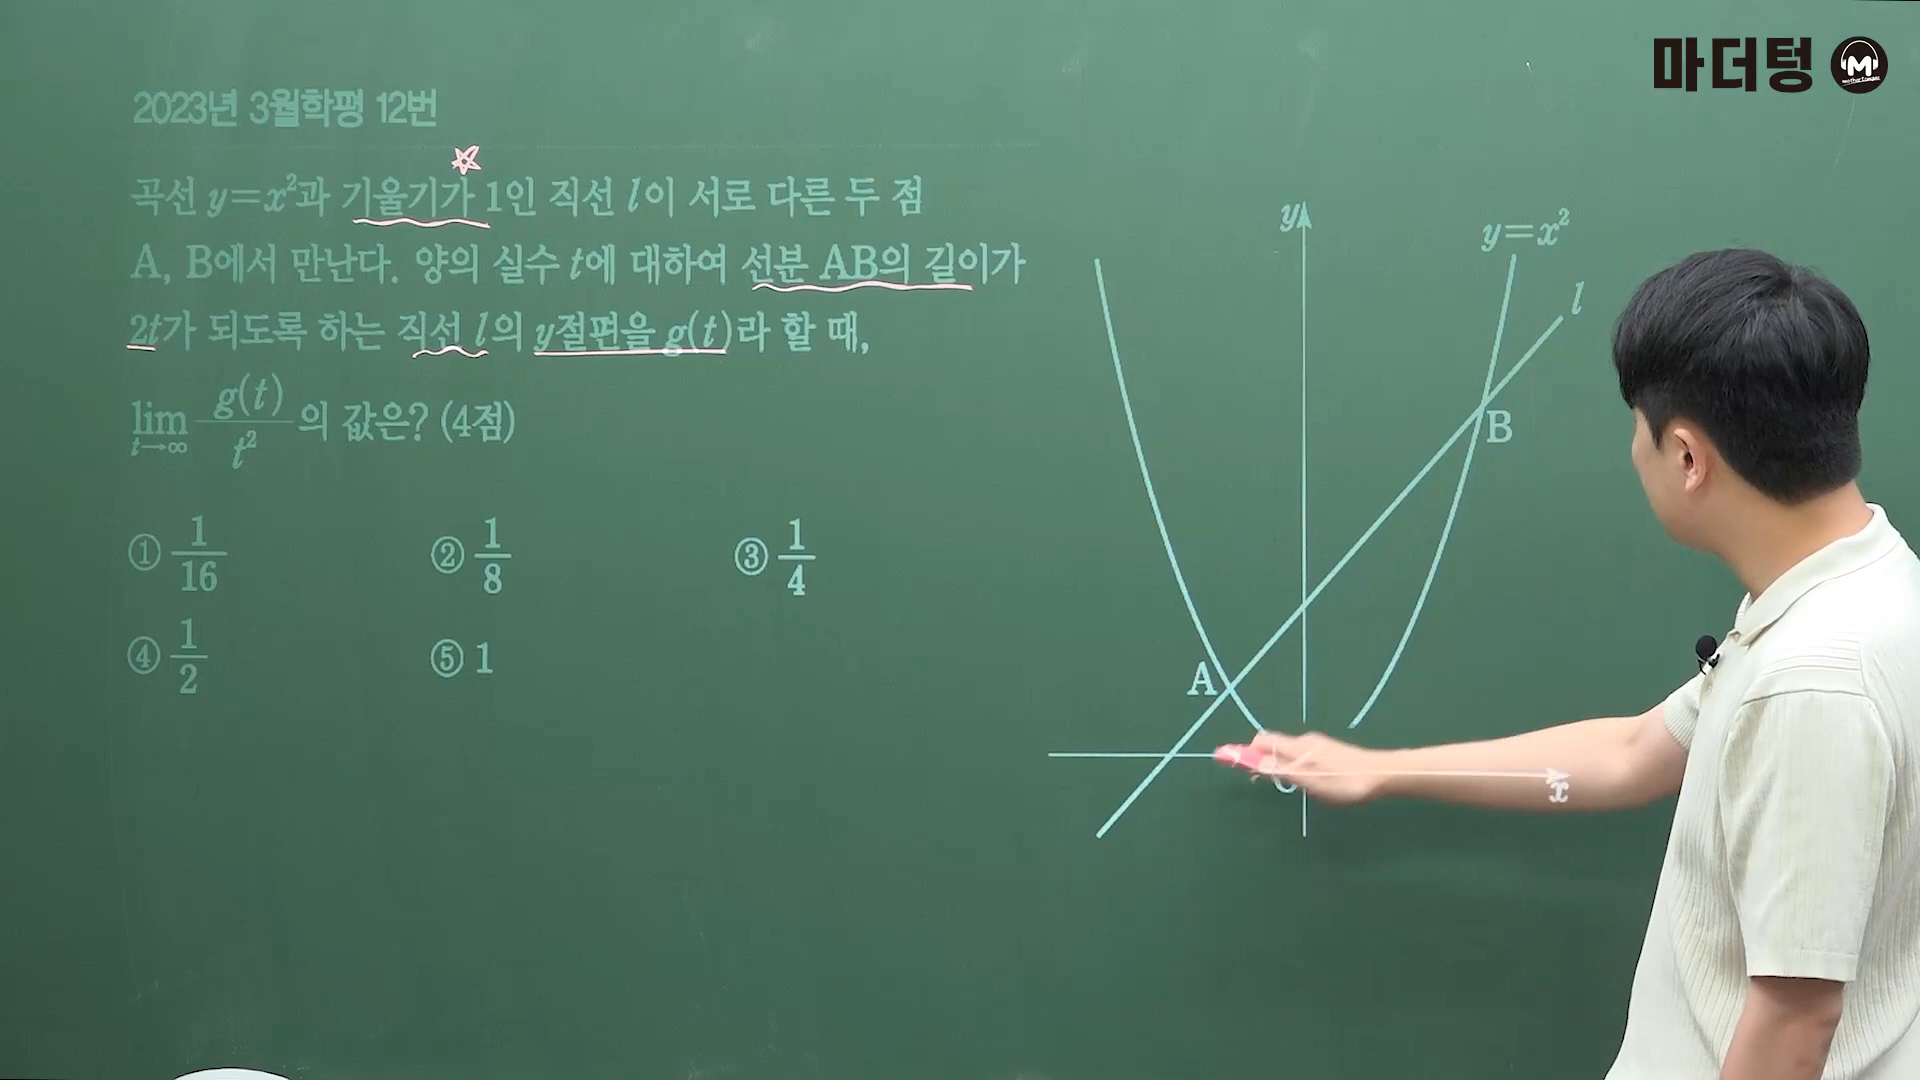 마더텅
2023년 3월학평 12번
곡선 y=x²과 기울기가 1인 직선 l이 서로 다른 두 점
A, B에서 만난다. 양의 실수 t에 대하여 선분 AB의 길이가
2t가 되도록 하는 직선 l의 y절편을 g(t)라 할 때,
lim t→∞ g(t)/t² 의 값은? (4점)
① 1/16 ② 1/8 ③ 1/4
④ 1/2 ⑤ 1
y
y=x²
l
B
A
x